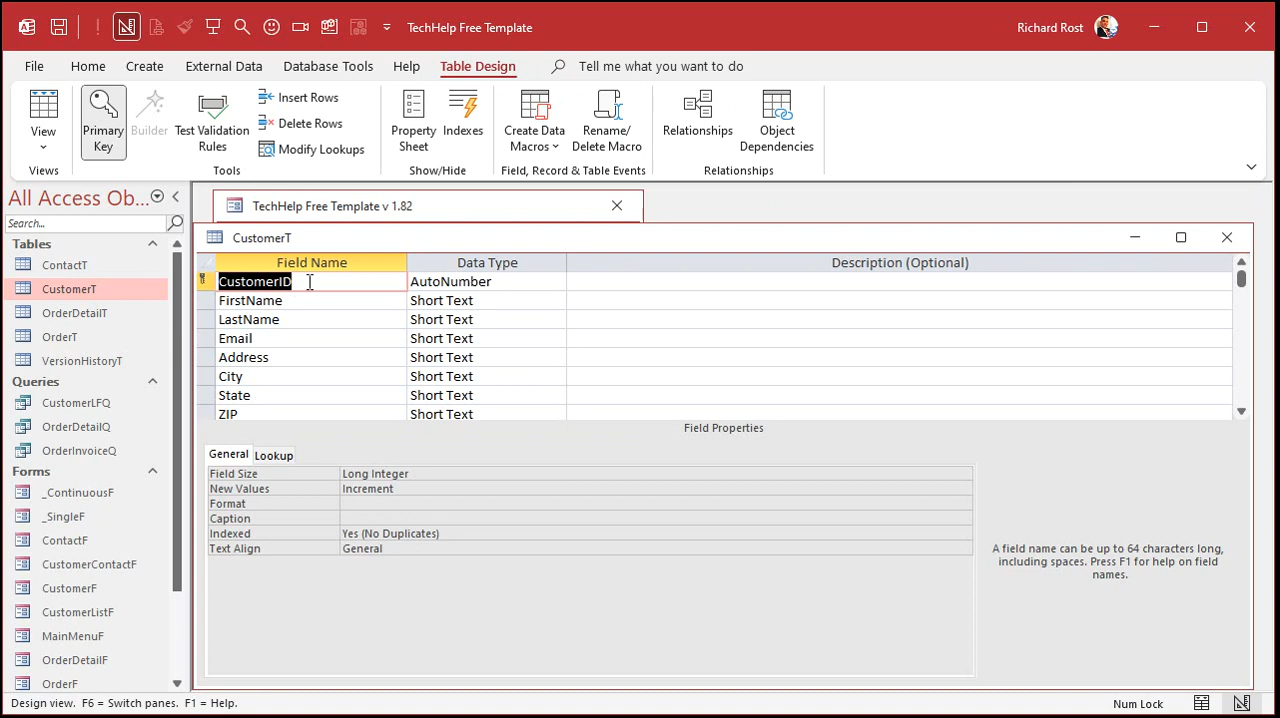 TechHelp Free Template
Richard Rost
File Home Create External Data Database Tools Help Table Design Tell me what you want to do
View
Primary Key
Builder
Test Validation Rules
Insert Rows
Delete Rows
Modify Lookups
Property Sheet
Indexes
Create Data Macros
Rename/ Delete Macro
Relationships
Object Dependencies
Views Tools Show/Hide Field, Record & Table Events Relationships
All Access Ob...
Search...
Tables
ContactT
CustomerT
OrderDetailT
OrderT
VersionHistoryT
Queries
CustomerLFQ
OrderDetailQ
OrderInvoiceQ
Forms
_ContinuousF
_SingleF
ContactF
CustomerContactF
CustomerF
CustomerListF
MainMenuF
OrderDetailF
OrderF
TechHelp Free Template v 1.82
CustomerT
Field Name Data Type Description (Optional)
CustomerID AutoNumber
FirstName Short Text
LastName Short Text
Email Short Text
Address Short Text
City Short Text
State Short Text
ZIP Short Text
Field Properties
General Lookup
Field Size Long Integer
New Values Increment
Format
Caption
Indexed Yes (No Duplicates)
Text Align General
A field name can be up to 64 characters long,
including spaces. Press F1 for help on field
names.
Design view. F6 = Switch panes. F1 = Help.
Num Lock